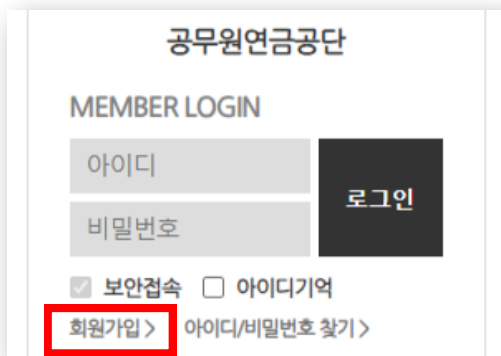 공무원연금공단
MEMBER LOGIN
아이디
로그인
비밀번호
보안접속 아이디기억
회원가입 > 아이디/비밀번호 찾기 >